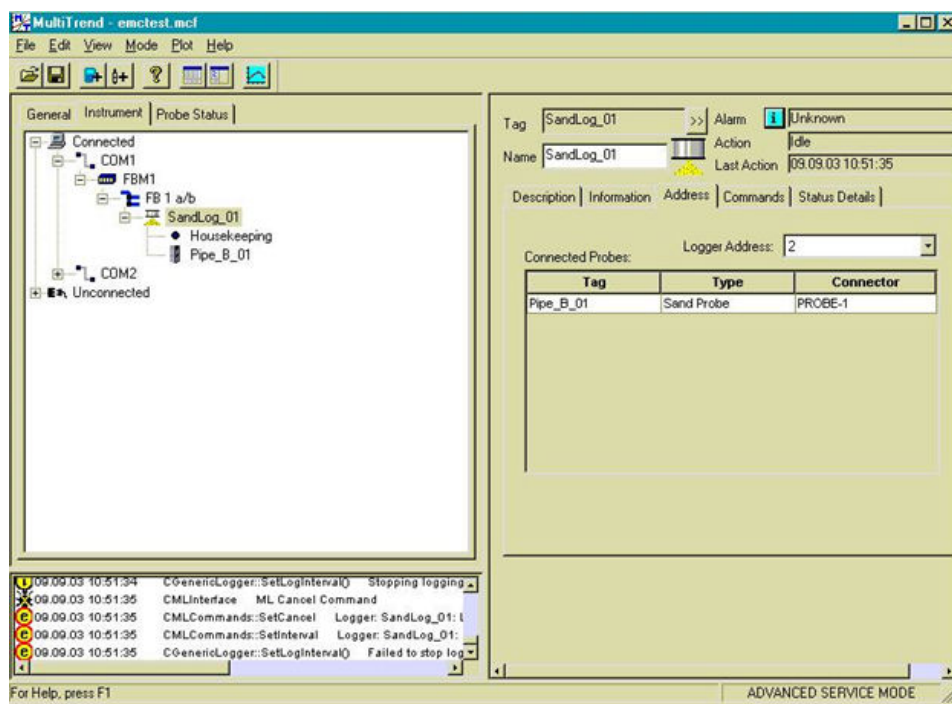 MultiTrend - emctest.mcf
File Edit View Mode Plot Help
General Instrument Probe Status
Connected
COM1
FBM1
FB 1 a/b
SandLog_01
Housekeeping
Pipe_B_01
COM2
Unconnected
09.09.03 10:51:34 CGenericLogger::SetLogInterval() Stopping logging
09.09.03 10:51:35 CMLInterface ML Cancel Command
09.09.03 10:51:35 CMLCommands::SetCancel Logger: SandLog_01:
09.09.03 10:51:35 CMLCommands::SetInterval Logger: SandLog_01:
09.09.03 10:51:35 CGenericLogger::SetLogInterval() Failed to stop log
Tag SandLog_01 >> Alarm i Unknown
Action Idle
Name SandLog_01 Last Action 09.09.03 10:51:35
Description Information Address Commands Status Details
Logger Address: 2
Connected Probes:
Tag Type Connector
Pipe_B_01 Sand Probe PROBE-1
For Help, press F1 ADVANCED SERVICE MODE